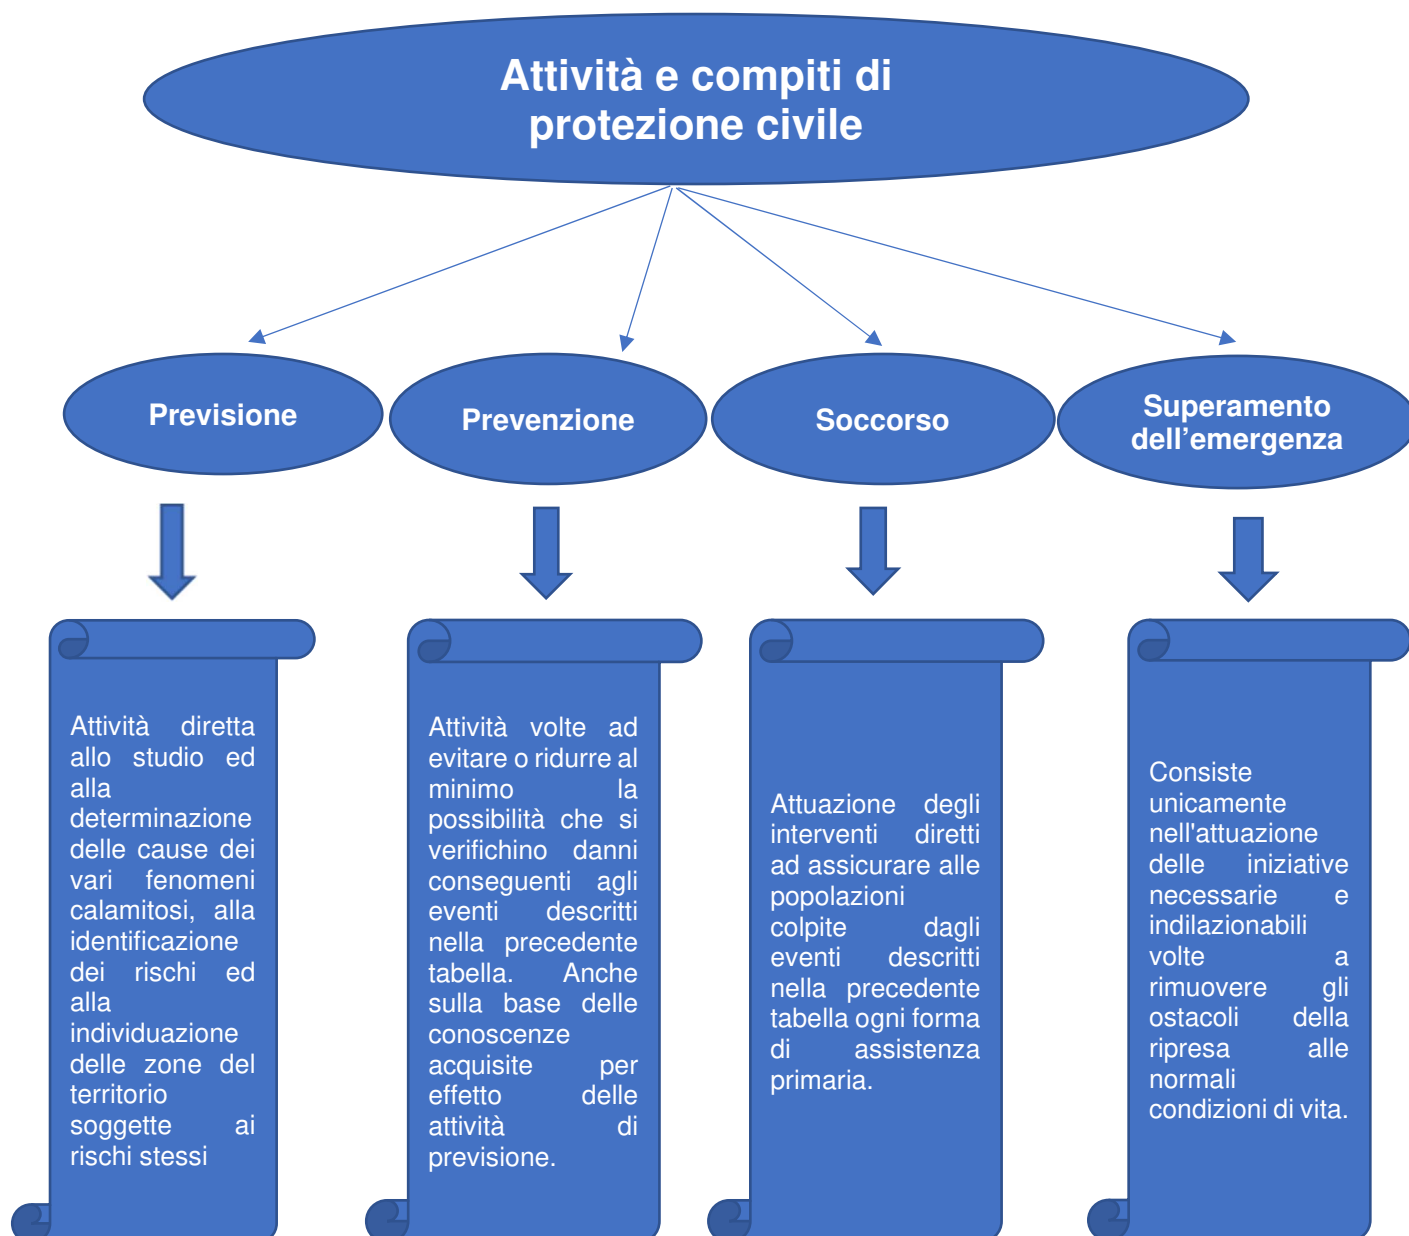 Attività e compiti di
protezione civile
Previsione
Prevenzione
Soccorso
Superamento
dell'emergenza
Attività diretta
allo studio ed
alla
determinazione
delle cause dei
vari fenomeni
calamitosi, alla
identificazione
dei rischi ed
alla
individuazione
delle zone del
territorio
soggette ai
rischi stessi
Attività volte ad
evitare o ridurre al
minimo la
possibilità che si
verifichino danni
conseguenti agli
eventi descritti
nella precedente
tabella. Anche
sulla base delle
conoscenze
acquisite per
effetto delle
attività di
previsione.
Attuazione degli
interventi diretti
ad assicurare alle
popolazioni
colpite dagli
eventi descritti
nella precedente
tabella ogni forma
di assistenza
primaria.
Consiste
unicamente
nell'attuazione
delle iniziative
necessarie e
indilazionabili
volte a
rimuovere gli
ostacoli della
ripresa alle
normali
condizioni di vita.